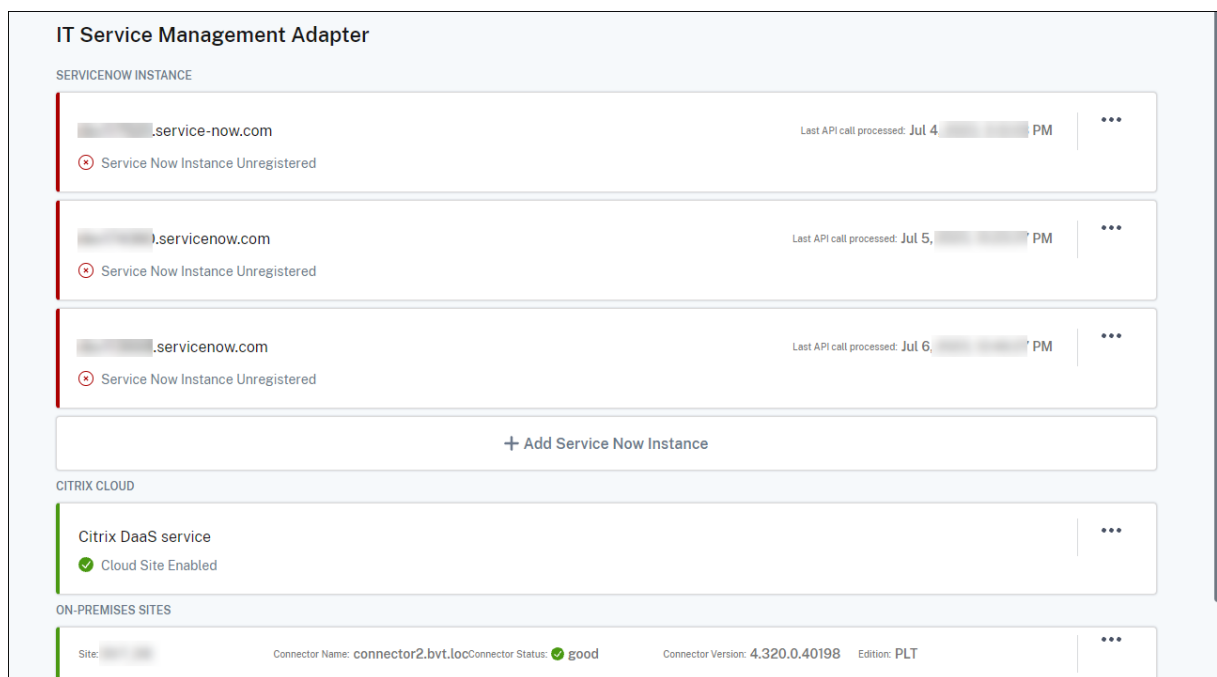 IT Service Management Adapter
SERVICENOW INSTANCE
.service-now.com
Last API call processed: Jul 4, PM
Service Now Instance Unregistered
.servicenow.com
Last API call processed: Jul 5, PM
Service Now Instance Unregistered
.servicenow.com
Last API call processed: Jul 6, PM
Service Now Instance Unregistered
+ Add Service Now Instance
CITRIX CLOUD
Citrix DaaS service
Cloud Site Enabled
ON-PREMISES SITES
Site: Connector Name: connector2.bvt.loc Connector Status: good Connector Version: 4.320.0.40198 Edition: PLT